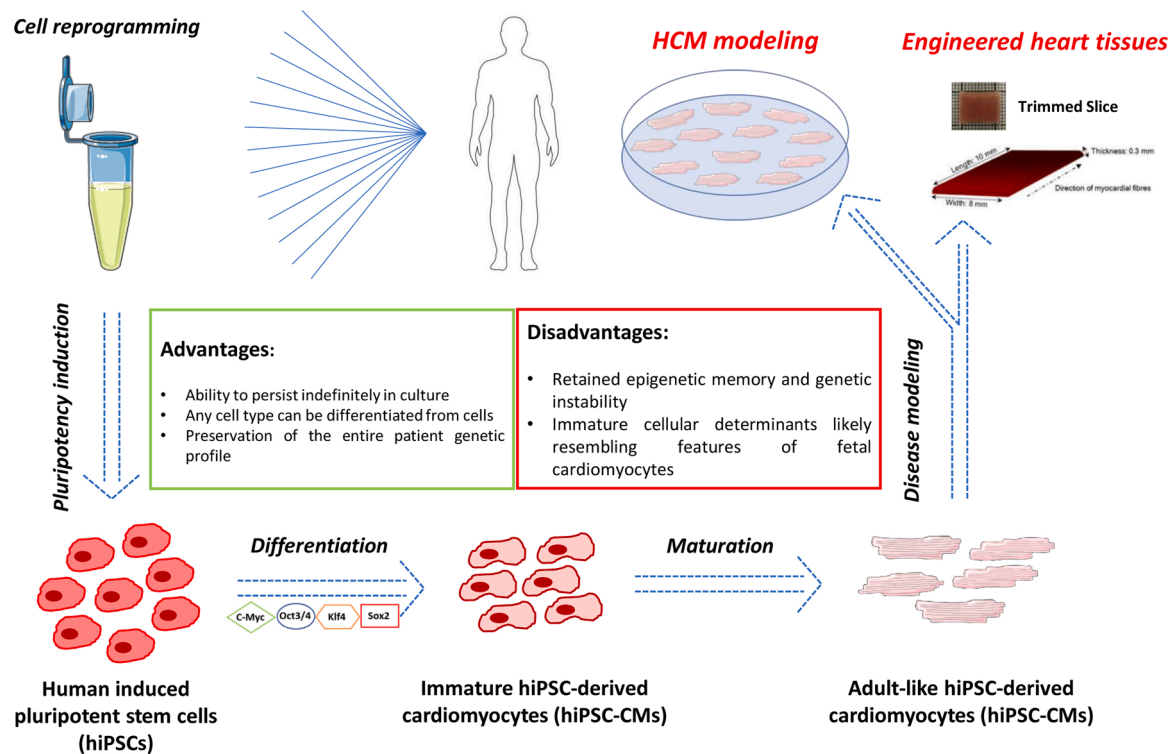 Cell reprogramming
HCM modeling
Engineered heart tissues
Trimmed Slice
Length: 10 mm
Thickness: 0.3 mm
Width: 8 mm
Direction of myocardial fibres
Pluripotency induction
Advantages:
• Ability to persist indefinitely in culture
• Any cell type can be differentiated from cells
• Preservation of the entire patient genetic
profile
Disadvantages:
• Retained epigenetic memory and genetic
instability
• Immature cellular determinants likely
resembling features of fetal
cardiomyocytes
Disease modeling
Differentiation
C-Myc Oct3/4 Klf4 Sox2
Maturation
Human induced
pluripotent stem cells
(hiPSCs)
Immature hiPSC-derived
cardiomyocytes (hiPSC-CMs)
Adult-like hiPSC-derived
cardiomyocytes (hiPSC-CMs)